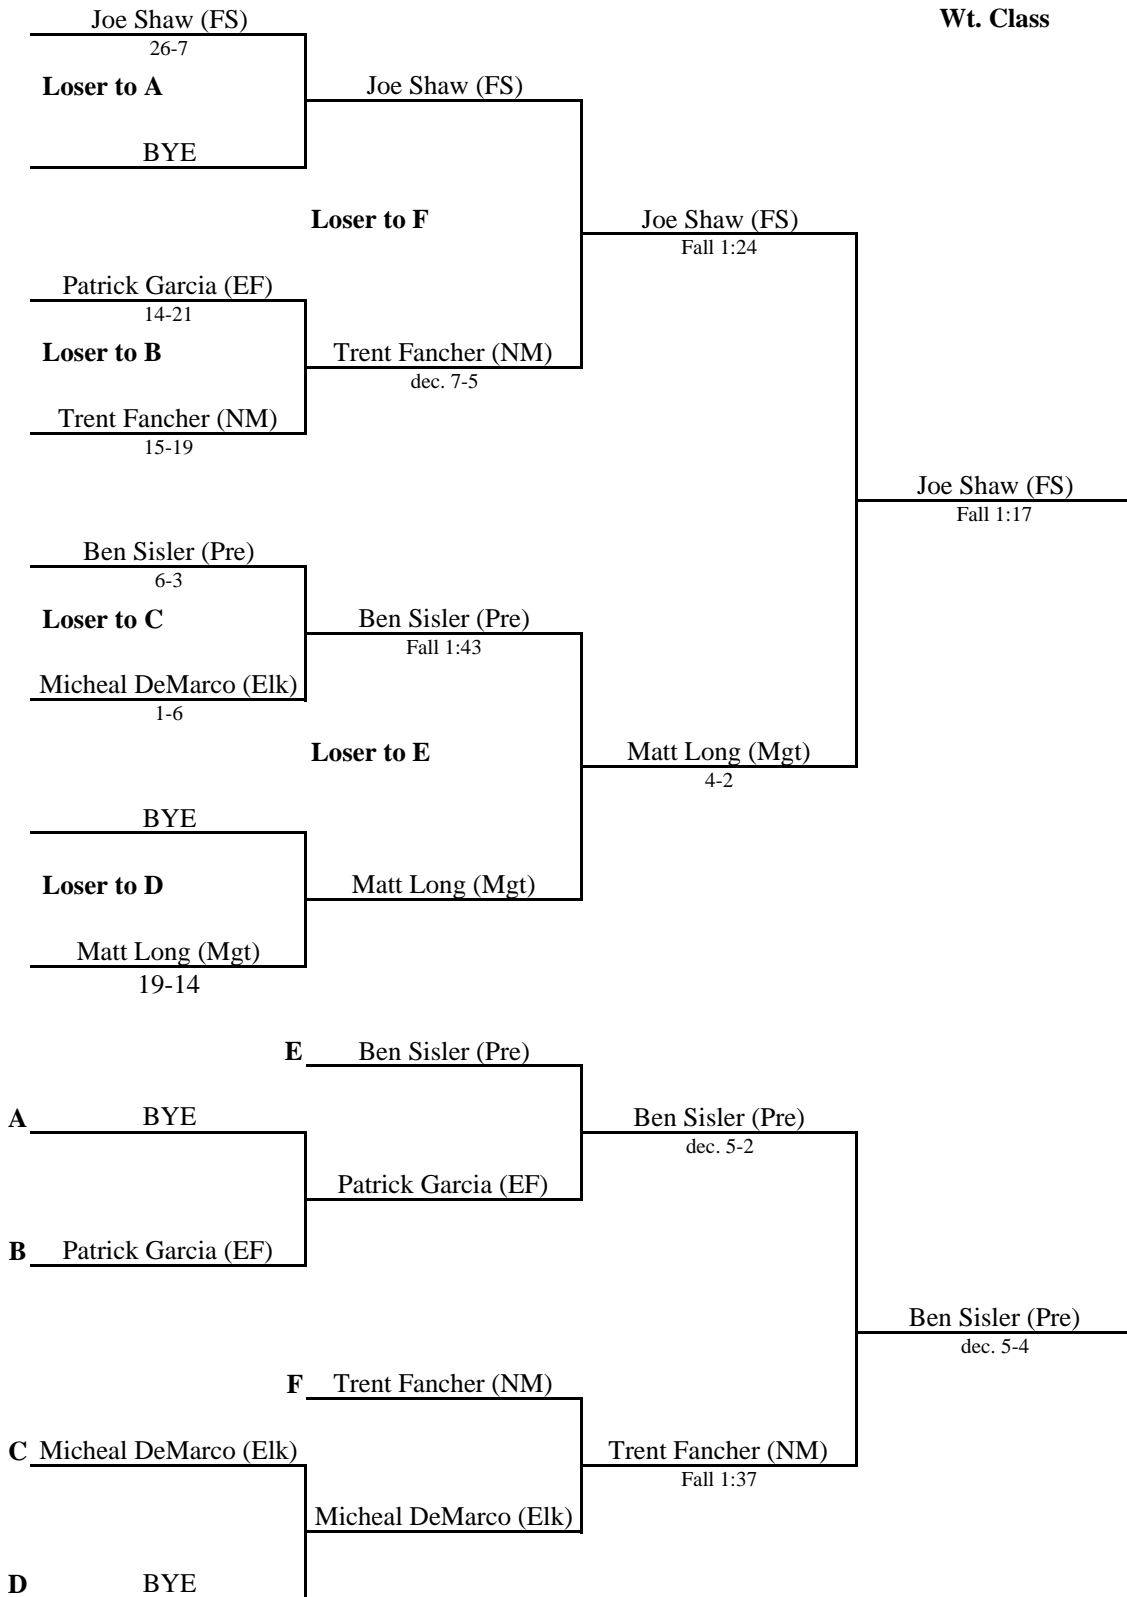 Joe Shaw (FS) Wt. Class
26-7
Loser to A Joe Shaw (FS)
BYE
Loser to F Joe Shaw (FS)
Fall 1:24
Patrick Garcia (EF)
14-21
Loser to B Trent Fancher (NM)
dec. 7-5
Trent Fancher (NM)
15-19
Joe Shaw (FS)
Fall 1:17
Ben Sisler (Pre)
6-3
Loser to C Ben Sisler (Pre)
Fall 1:43
Micheal DeMarco (Elk)
1-6
Loser to E Matt Long (Mgt)
4-2
BYE
Loser to D Matt Long (Mgt)
Matt Long (Mgt)
19-14
E Ben Sisler (Pre)
A BYE Ben Sisler (Pre)
dec. 5-2
Patrick Garcia (EF)
B Patrick Garcia (EF)
Ben Sisler (Pre)
dec. 5-4
F Trent Fancher (NM)
C Micheal DeMarco (Elk) Trent Fancher (NM)
Fall 1:37
Micheal DeMarco (Elk)
D BYE